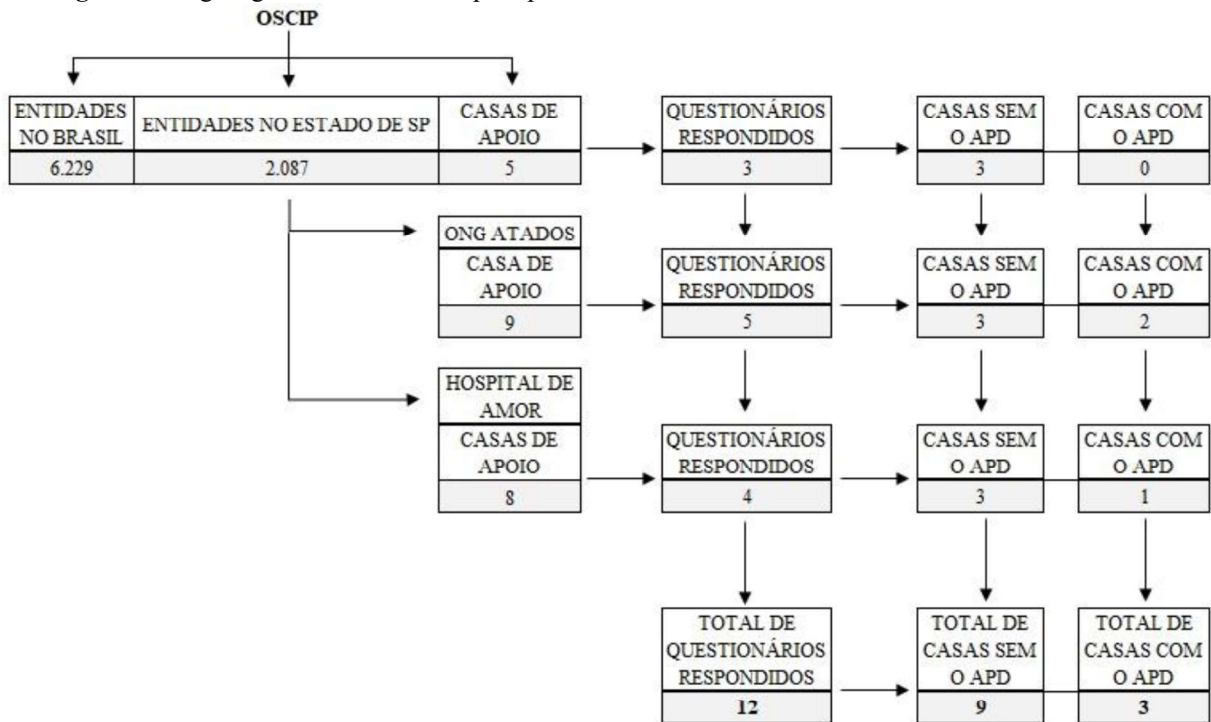 OSCIP
ENTIDADES
NO BRASIL
6.229
ENTIDADES NO ESTADO DE SP
2.087
CASAS DE
APOIO
5
QUESTIONÁRIOS
RESPONDIDOS
3
CASAS SEM
O APD
3
CASAS COM
O APD
0
ONG ATADOS
CASA DE
APOIO
9
QUESTIONÁRIOS
RESPONDIDOS
5
CASAS SEM
O APD
3
CASAS COM
O APD
2
HOSPITAL DE
AMOR
CASAS DE
APOIO
8
QUESTIONÁRIOS
RESPONDIDOS
4
CASAS SEM
O APD
3
CASAS COM
O APD
1
TOTAL DE
QUESTIONÁRIOS
RESPONDIDOS
12
TOTAL DE
CASAS SEM
O APD
9
TOTAL DE
CASAS COM
O APD
3